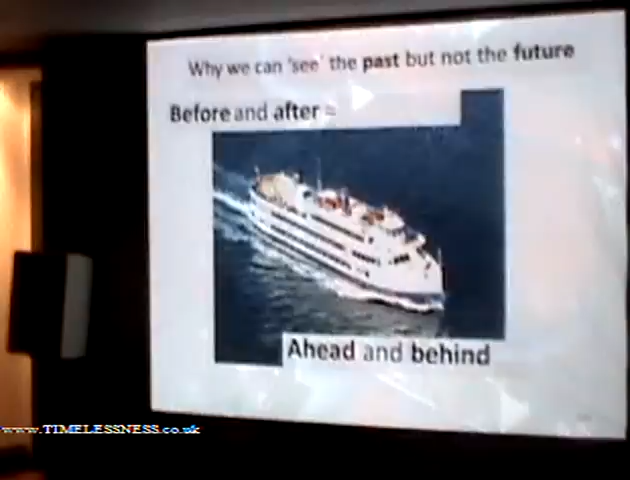 Why we can 'see' the past but not the future
Before and after =
Ahead and behind
www.TIMELESSNESS.co.uk